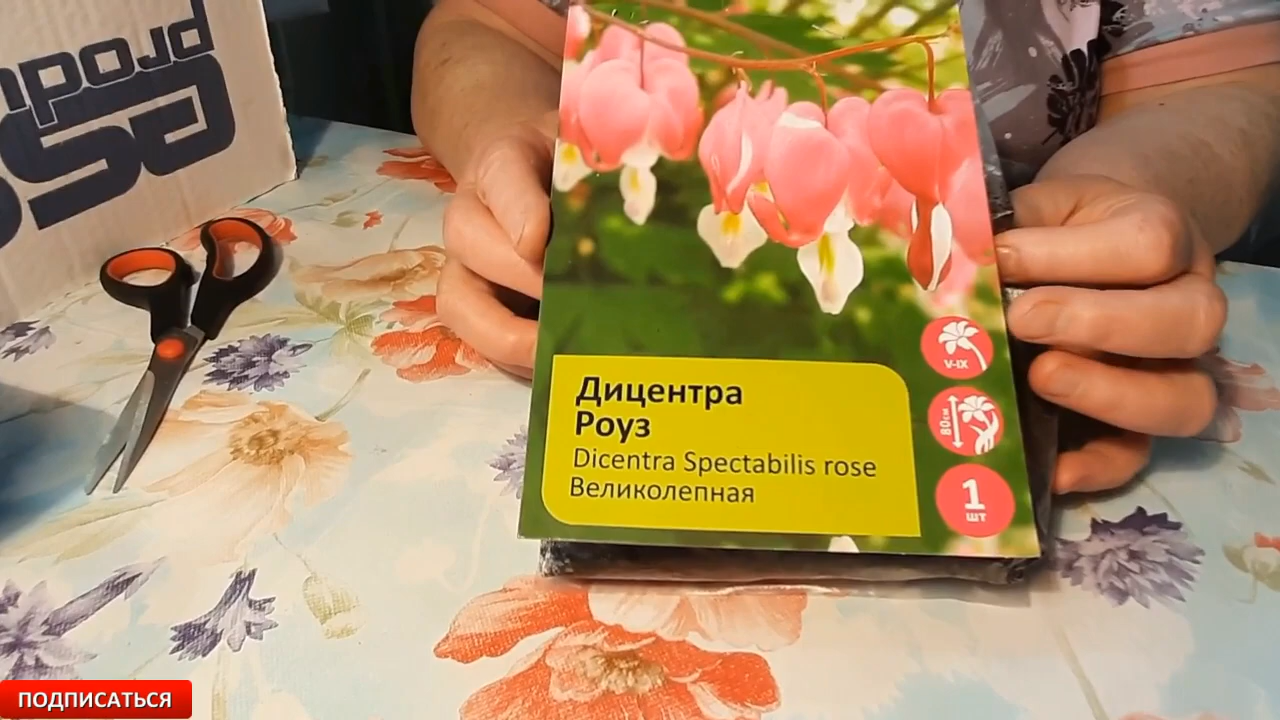 Дицентра
Роуз
Dicentra Spectabilis rose
Великолепная
V-IX
80см
1
шт
ПОДПИСАТЬСЯ